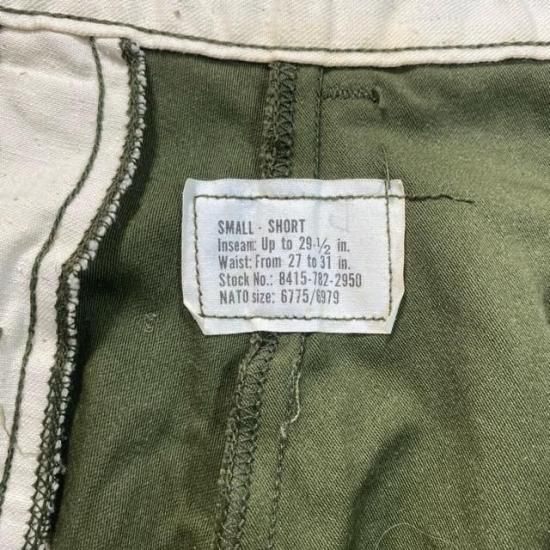 SMALL - SHORT
Inseam: Up to 29-1/2 in.
Waist: From 27 to 31 in.
Stock No.: 8415-782-2950
NATO size: 6775/6979